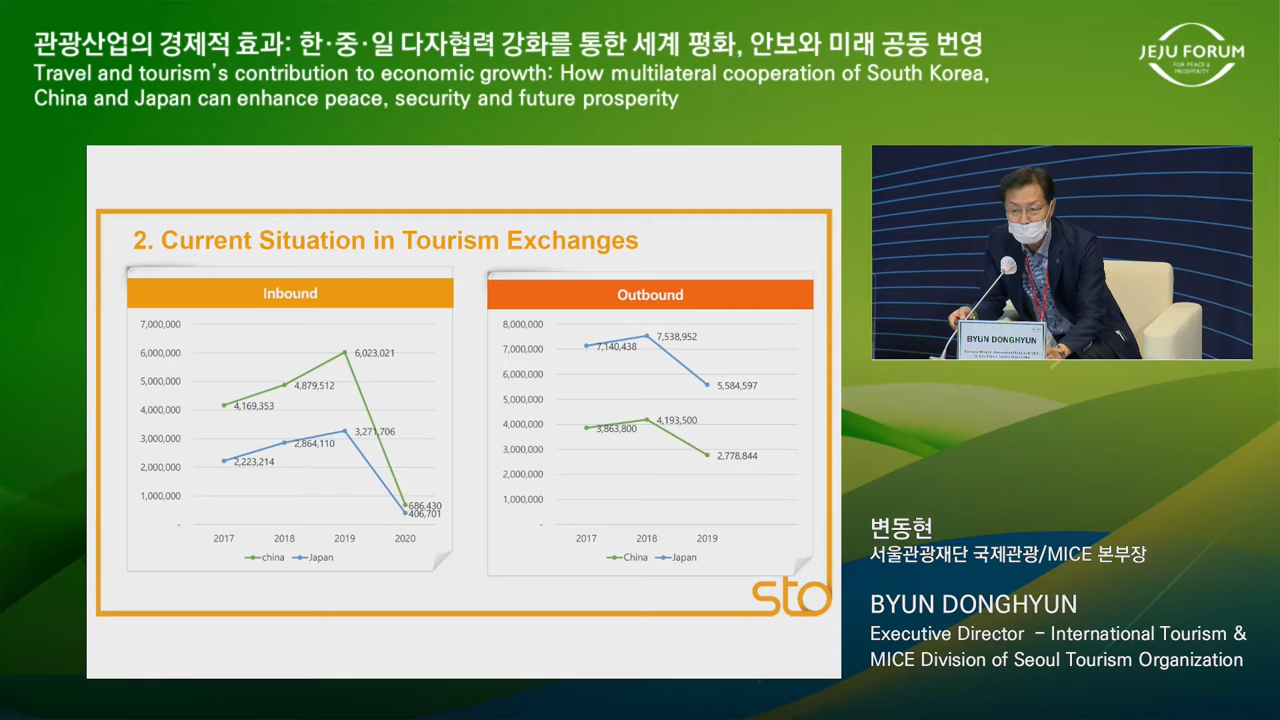 관광산업의 경제적 효과: 한·중·일 다자협력 강화를 통한 세계 평화, 안보와 미래 공동 번영
Travel and tourism's contribution to economic growth: How multilateral cooperation of South Korea,
China and Japan can enhance peace, security and future prosperity
JEJU FORUM
FOR PEACE &
PROSPERITY
2. Current Situation in Tourism Exchanges
Inbound
7,000,000
6,000,000
5,000,000
4,000,000
3,000,000
2,000,000
1,000,000
-
4,169,353
4,879,512
6,023,021
2,223,214
2,864,110
3,271,706
686,430
406,701
2017 2018 2019 2020
china Japan
Outbound
8,000,000
7,000,000
6,000,000
5,000,000
4,000,000
3,000,000
2,000,000
1,000,000
-
7,140,438
7,538,952
5,584,597
3,863,800
4,193,500
2,778,844
2017 2018 2019
China Japan
sto
BYUN DONGHYUN
변동현
서울관광재단 국제관광/MICE 본부장
BYUN DONGHYUN
Executive Director - International Tourism &
MICE Division of Seoul Tourism Organization